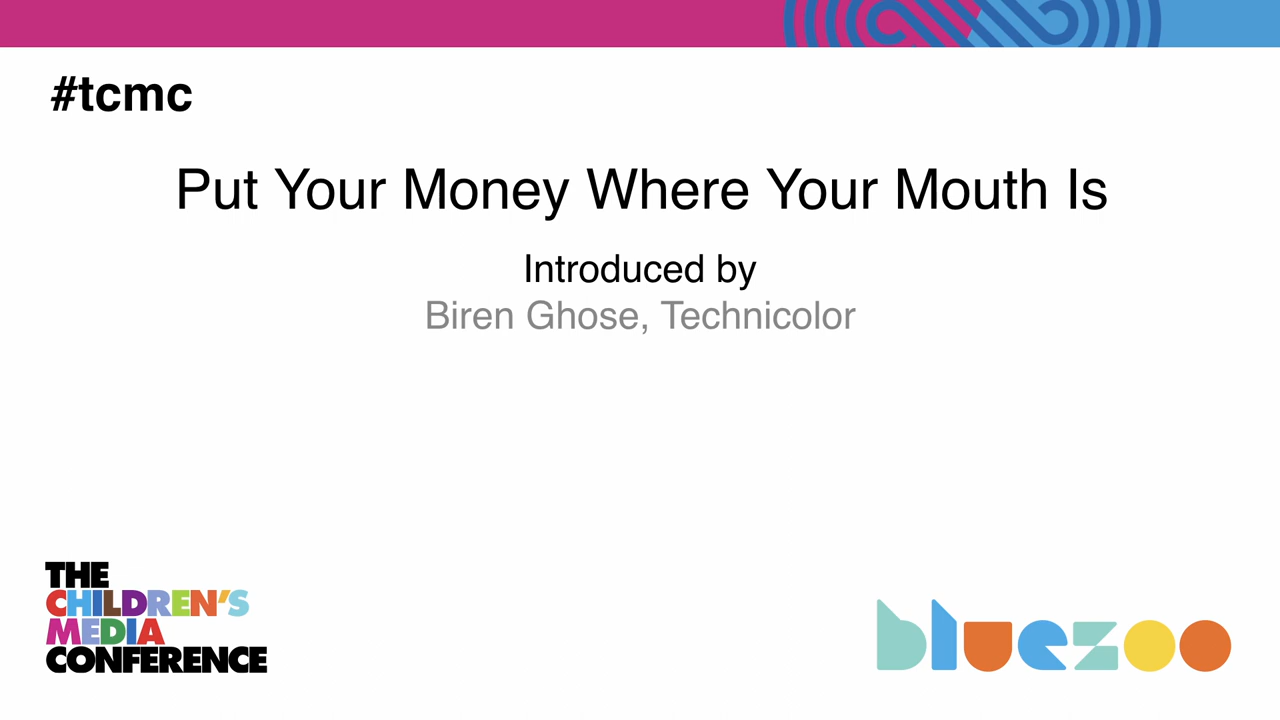 #tcmc
Put Your Money Where Your Mouth Is
Introduced by
Biren Ghose, Technicolor
THE
CHILDREN'S
MEDIA
CONFERENCE
bluezoo